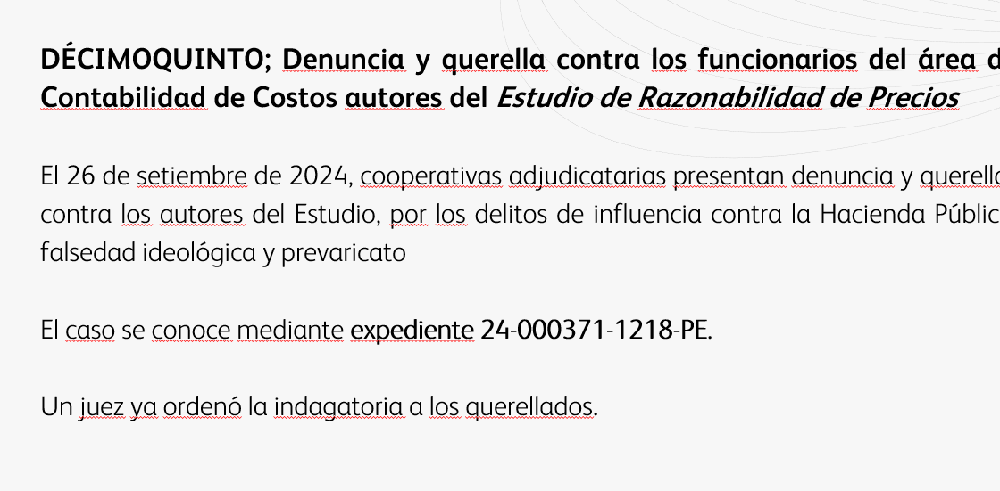 DÉCIMOQUINTO; Denuncia y querella contra los funcionarios del área d
Contabilidad de Costos autores del Estudio de Razonabilidad de Precios
El 26 de setiembre de 2024, cooperativas adjudicatarias presentan denuncia y querell
contra los autores del Estudio, por los delitos de influencia contra la Hacienda Públic
falsedad ideológica y prevaricato
El caso se conoce mediante expediente 24-000371-1218-PE.
Un juez ya ordenó la indagatoria a los querellados.